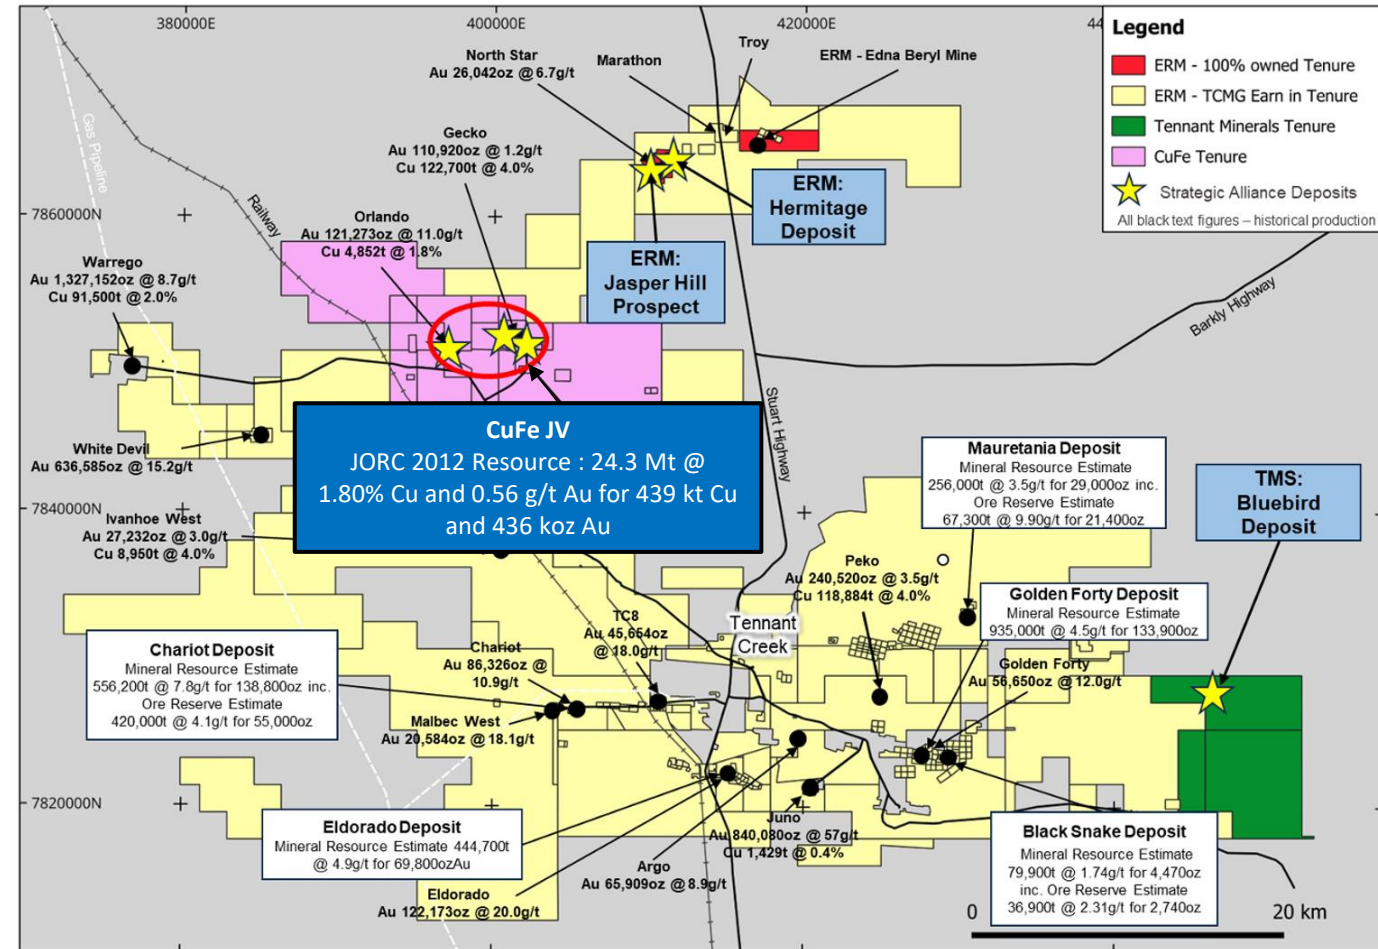 380000E
400000E
420000E
44
Legend
ERM - 100% owned Tenure
ERM - TCMG Earn in Tenure
Tennant Minerals Tenure
CuFe Tenure
Strategic Alliance Deposits
All black text figures – historical production
North Star
Au 26,042oz @ 6.7g/t
Marathon
Troy
ERM - Edna Beryl Mine
Gas Pipeline
Railway
Gecko
Au 110,920oz @ 1.2g/t
Cu 122,700t @ 4.0%
ERM:
Hermitage
Deposit
7860000N
Orlando
Au 121,273oz @ 11.0g/t
Cu 4,852t @ 1.8%
ERM:
Jasper Hill
Prospect
Warrego
Au 1,327,152oz @ 8.7g/t
Cu 91,500t @ 2.0%
Barkly Highway
Stuart Highway
CuFe JV
JORC 2012 Resource : 24.3 Mt @
1.80% Cu and 0.56 g/t Au for 439 kt Cu
and 436 koz Au
White Devil
Au 636,585oz @ 15.2g/t
Mauretania Deposit
Mineral Resource Estimate
256,000t @ 3.5g/t for 29,000oz inc.
Ore Reserve Estimate
67,300t @ 9.90g/t for 21,400oz
TMS:
Bluebird
Deposit
7840000N
Ivanhoe West
Au 27,232oz @ 3.0g/t
Cu 8,950t @ 4.0%
Peko
Au 240,520oz @ 3.5g/t
Cu 118,884t @ 4.0%
Golden Forty Deposit
Mineral Resource Estimate
935,000t @ 4.5g/t for 133,900oz
TC8
Au 45,654oz
@ 18.0g/t
Tennant
Creek
Chariot Deposit
Mineral Resource Estimate
556,200t @ 7.8g/t for 138,800oz inc.
Ore Reserve Estimate
420,000t @ 4.1g/t for 55,000oz
Chariot
Au 86,326oz @
10.9g/t
Golden Forty
Au 56,650oz @ 12.0g/t
Malbec West
Au 20,584oz @ 18.1g/t
7820000N
Eldorado Deposit
Mineral Resource Estimate 444,700t
@ 4.9g/t for 69,800ozAu
Juno
Au 840,080oz @ 57g/t
Cu 1,429t @ 0.4%
Black Snake Deposit
Mineral Resource Estimate
79,900t @ 1.74g/t for 4,470oz
inc. Ore Reserve Estimate
36,900t @ 2.31g/t for 2,740oz
Argo
Au 65,909oz @ 8.9g/t
Eldorado
Au 122,173oz @ 20.0g/t
0
20 km